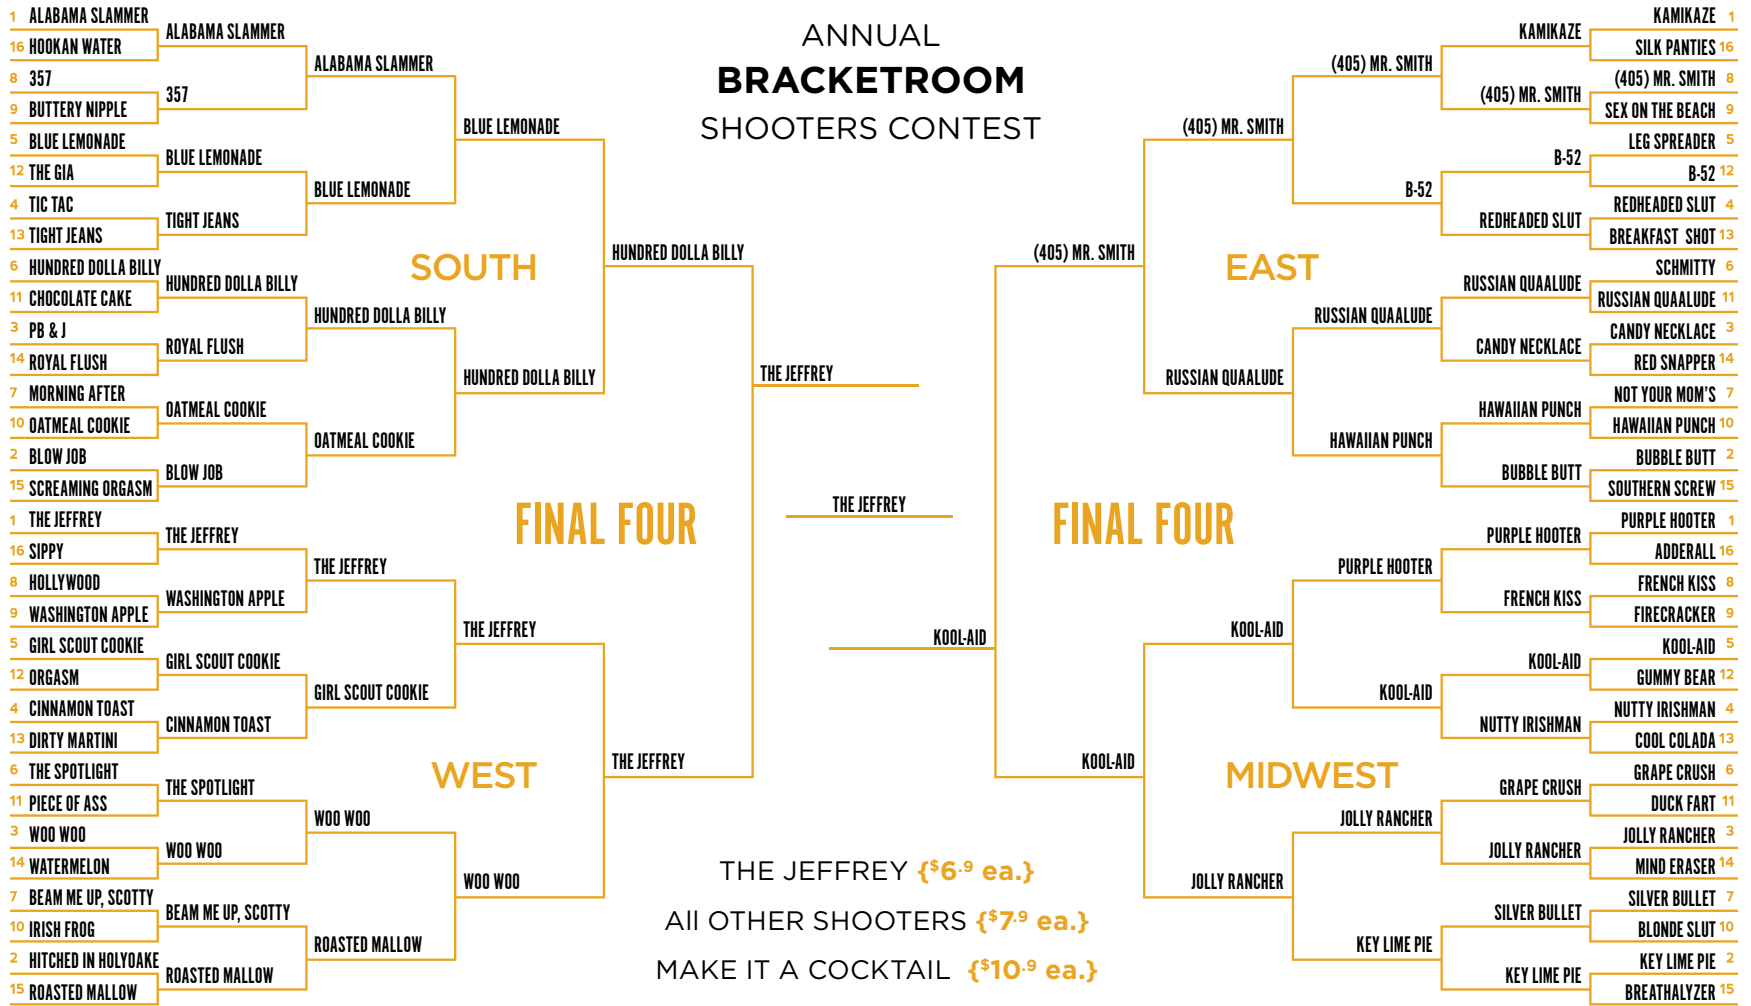 ANNUAL
BRACKETROOM
SHOOTERS CONTEST
1 ALABAMA SLAMMER
16 HOOKAN WATER
8 357
9 BUTTERY NIPPLE
5 BLUE LEMONADE
12 THE GIA
4 TIC TAC
13 TIGHT JEANS
6 HUNDRED DOLLA BILLY
11 CHOCOLATE CAKE
3 PB & J
14 ROYAL FLUSH
7 MORNING AFTER
10 OATMEAL COOKIE
2 BLOW JOB
15 SCREAMING ORGASM
ALABAMA SLAMMER
357
BLUE LEMONADE
TIGHT JEANS
HUNDRED DOLLA BILLY
ROYAL FLUSH
OATMEAL COOKIE
BLOW JOB
ALABAMA SLAMMER
BLUE LEMONADE
HUNDRED DOLLA BILLY
OATMEAL COOKIE
BLUE LEMONADE
HUNDRED DOLLA BILLY
SOUTH
HUNDRED DOLLA BILLY
1 THE JEFFREY
16 SIPPY
8 HOLLYWOOD
9 WASHINGTON APPLE
5 GIRL SCOUT COOKIE
12 ORGASM
4 CINNAMON TOAST
13 DIRTY MARTINI
6 THE SPOTLIGHT
11 PIECE OF ASS
3 WOO WOO
14 WATERMELON
7 BEAM ME UP, SCOTTY
10 IRISH FROG
2 HITCHED IN HOLYOAKE
15 ROASTED MALLOW
THE JEFFREY
WASHINGTON APPLE
GIRL SCOUT COOKIE
CINNAMON TOAST
THE SPOTLIGHT
WOO WOO
BEAM ME UP, SCOTTY
ROASTED MALLOW
THE JEFFREY
GIRL SCOUT COOKIE
WOO WOO
ROASTED MALLOW
THE JEFFREY
WOO WOO
WEST
THE JEFFREY
FINAL FOUR
THE JEFFREY
THE JEFFREY
KOOL-AID
FINAL FOUR
(405) MR. SMITH
EAST
(405) MR. SMITH
RUSSIAN QUAALUDE
(405) MR. SMITH
B-52
RUSSIAN QUAALUDE
HAWAIIAN PUNCH
KAMIKAZE
(405) MR. SMITH
B-52
REDHEADED SLUT
RUSSIAN QUAALUDE
CANDY NECKLACE
HAWAIIAN PUNCH
BUBBLE BUTT
KAMIKAZE 1
SILK PANTIES 16
(405) MR. SMITH 8
SEX ON THE BEACH 9
LEG SPREADER 5
B-52 12
REDHEADED SLUT 4
BREAKFAST SHOT 13
SCHMITTY 6
RUSSIAN QUAALUDE 11
CANDY NECKLACE 3
RED SNAPPER 14
NOT YOUR MOM'S 7
HAWAIIAN PUNCH 10
BUBBLE BUTT 2
SOUTHERN SCREW 15
KOOL-AID
MIDWEST
KOOL-AID
JOLLY RANCHER
PURPLE HOOTER
KOOL-AID
JOLLY RANCHER
KEY LIME PIE
PURPLE HOOTER
FRENCH KISS
KOOL-AID
NUTTY IRISHMAN
GRAPE CRUSH
JOLLY RANCHER
SILVER BULLET
KEY LIME PIE
PURPLE HOOTER 1
ADDERALL 16
FRENCH KISS 8
FIRECRACKER 9
KOOL-AID 5
GUMMY BEAR 12
NUTTY IRISHMAN 4
COOL COLADA 13
GRAPE CRUSH 6
DUCK FART 11
JOLLY RANCHER 3
MIND ERASER 14
SILVER BULLET 7
BLONDE SLUT 10
KEY LIME PIE 2
BREATHALYZER 15
THE JEFFREY {$6.9 ea.}
All OTHER SHOOTERS {$7.9 ea.}
MAKE IT A COCKTAIL {$10.9 ea.}